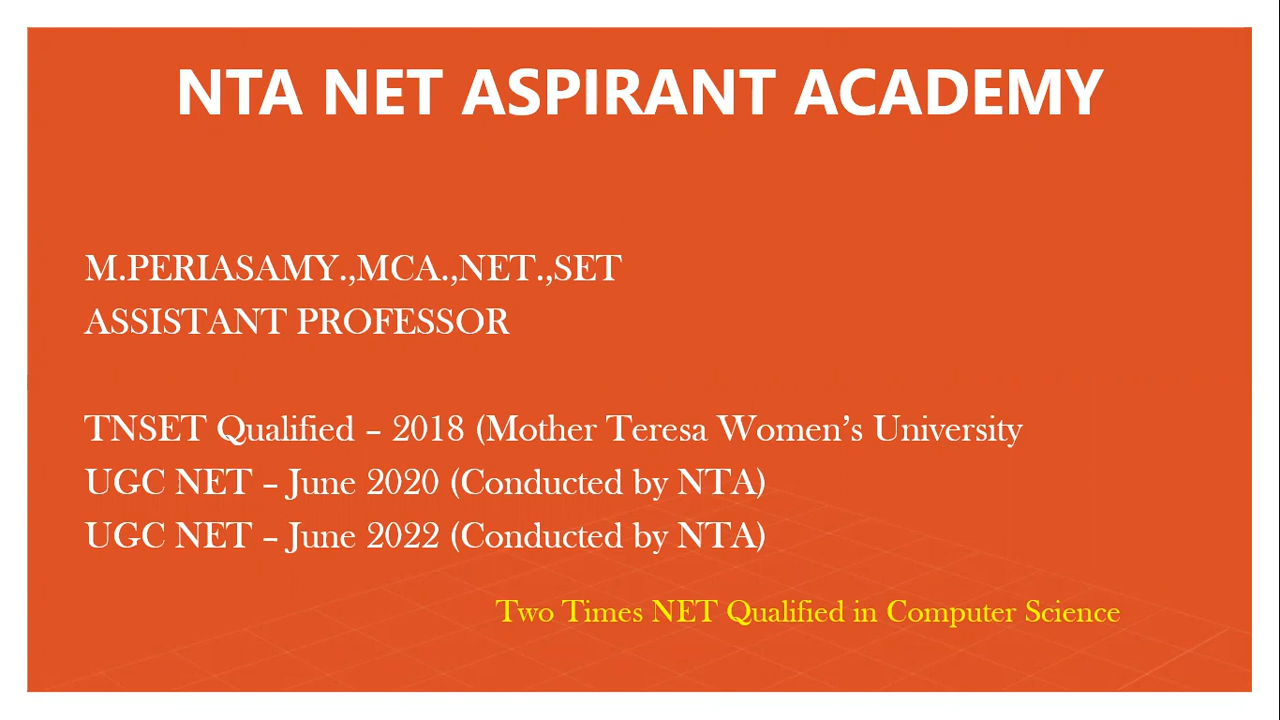 NTA NET ASPIRANT ACADEMY
M.PERIASAMY.,MCA.,NET.,SET
ASSISTANT PROFESSOR
TNSET Qualified – 2018 (Mother Teresa Women’s University
UGC NET – June 2020 (Conducted by NTA)
UGC NET – June 2022 (Conducted by NTA)
Two Times NET Qualified in Computer Science